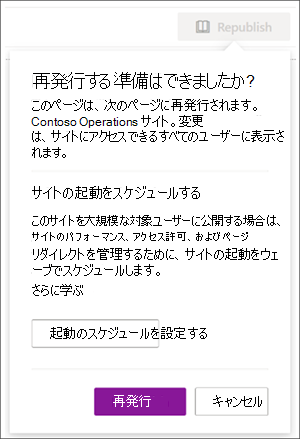 Republish
再発行する準備はできましたか?
このページは、次のページに再発行されます。
Contoso Operations サイト。変更
は、サイトにアクセスできるすべてのユーザーに表示さ
れます。
サイトの起動をスケジュールする
このサイトを大規模な対象ユーザーに公開する場合は、
サイトのパフォーマンス、アクセス許可、およびページ
リダイレクトを管理するために、サイトの起動をウェ
ーブでスケジュールします。
さらに学ぶ
起動のスケジュールを設定する
再発行
キャンセル